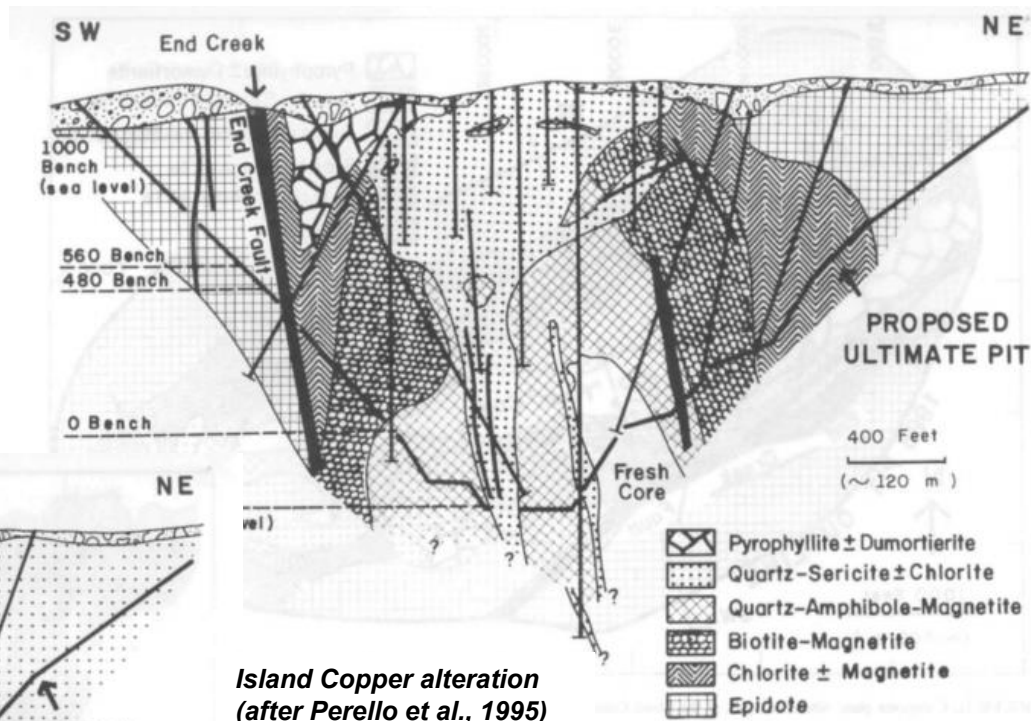 SW
NE
End Creek
End Creek Fault
1000
Bench
(sea level)
560 Bench
480 Bench
0 Bench
PROPOSED
ULTIMATE PIT
400 Feet
(~120 m)
Fresh
Core
?
?
?
?
Pyrophyllite ± Dumortierite
Quartz-Sericite ± Chlorite
Quartz-Amphibole-Magnetite
Biotite-Magnetite
Chlorite ± Magnetite
Epidote
NE
Island Copper alteration
(after Perello et al., 1995)